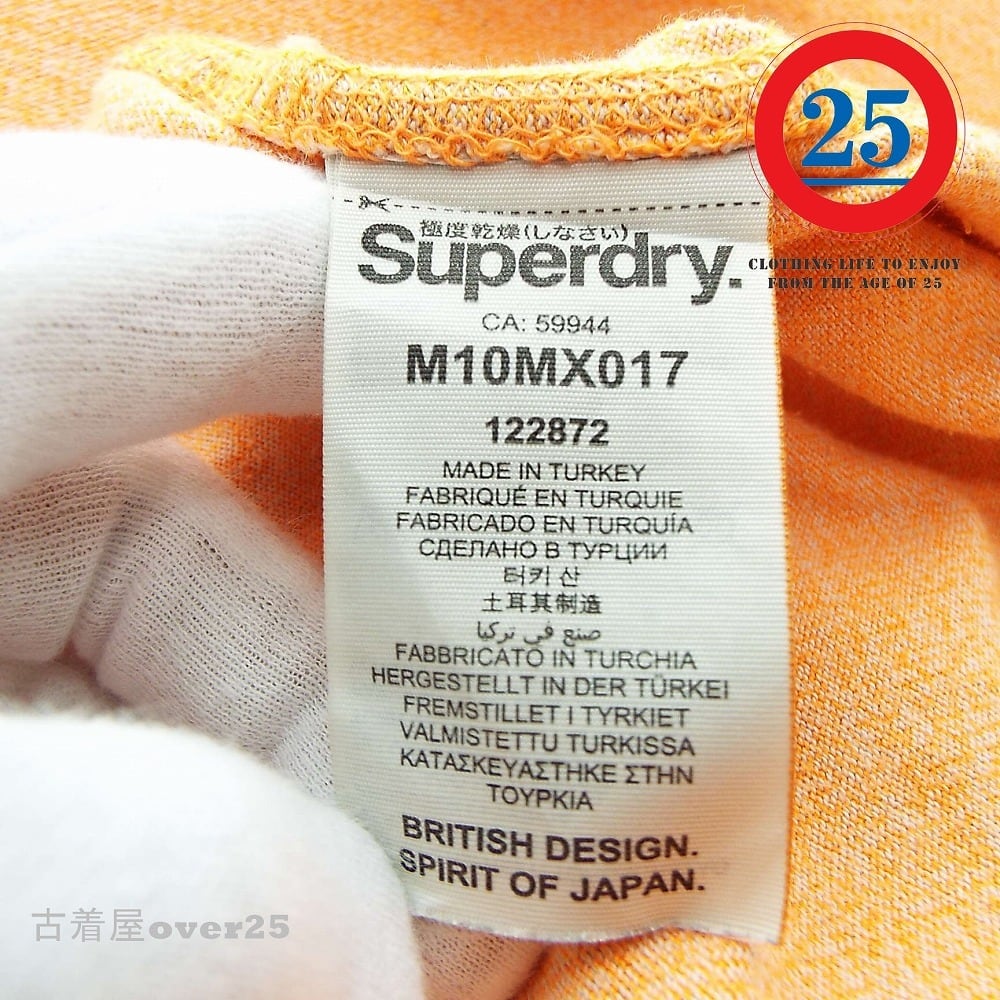 25
CLOTHING LIFE TO ENJOY
FROM THE AGE OF 25
極度乾燥(しなさい)
Superdry.
CA: 59944
M10MX017
122872
MADE IN TURKEY
FABRIQUÉ EN TURQUIE
FABRICADO EN TURQUÍA
СДЕЛАНО В ТУРЦИИ
터키 산
土耳其制造
صنع في تركيا
FABBRICATO IN TURCHIA
HERGESTELLT IN DER TÜRKEI
FREMSTILLET I TYRKIET
VALMISTETTU TURKISSA
ΚΑΤΑΣΚΕΥΑΣΤΗΚΕ ΣΤΗΝ
ΤΟΥΡΚΙΑ
BRITISH DESIGN.
SPIRIT OF JAPAN.
古着屋over25